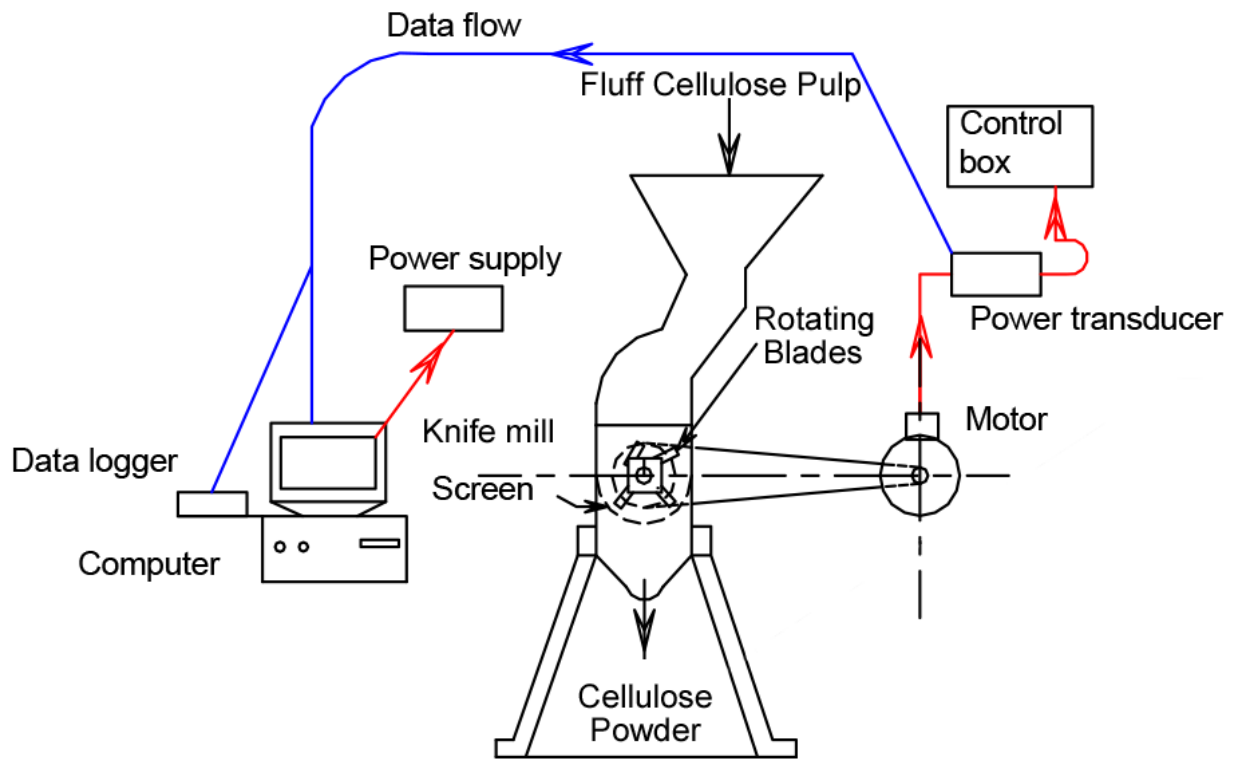 Data flow
Fluff Cellulose Pulp
Control
box
Power supply
Rotating
Blades
Power transducer
Knife mill
Motor
Data logger
Screen
Computer
Cellulose
Powder